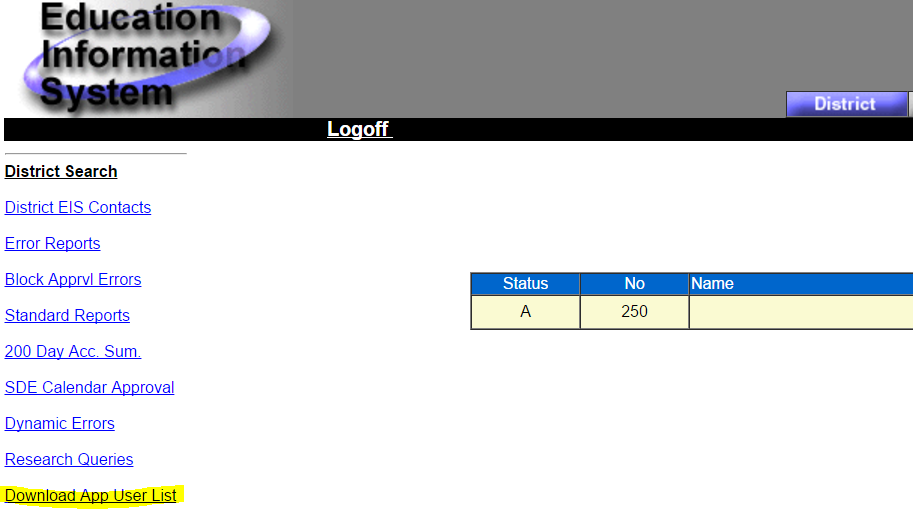 Education
Information
System
District
Logoff
District Search
District EIS Contacts
Error Reports
Block Apprvl Errors
Standard Reports
200 Day Acc. Sum.
SDE Calendar Approval
Dynamic Errors
Research Queries
Download App User List
Status No Name
A 250